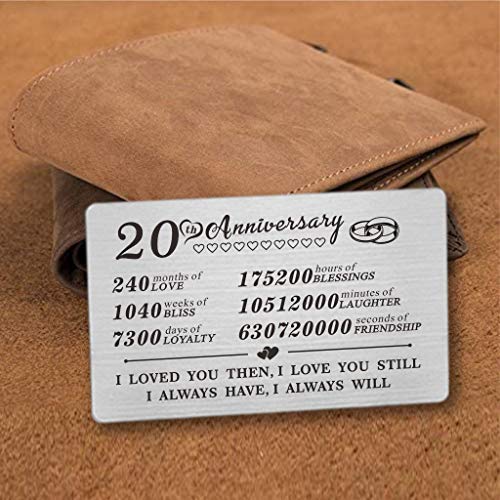 20th Anniversary
240 months of LOVE
175200 hours of BLESSINGS
1040 weeks of BLISS
10512000 minutes of LAUGHTER
7300 days of LOYALTY
630720000 seconds of FRIENDSHIP
I LOVED YOU THEN, I LOVE YOU STILL
I ALWAYS HAVE, I ALWAYS WILL